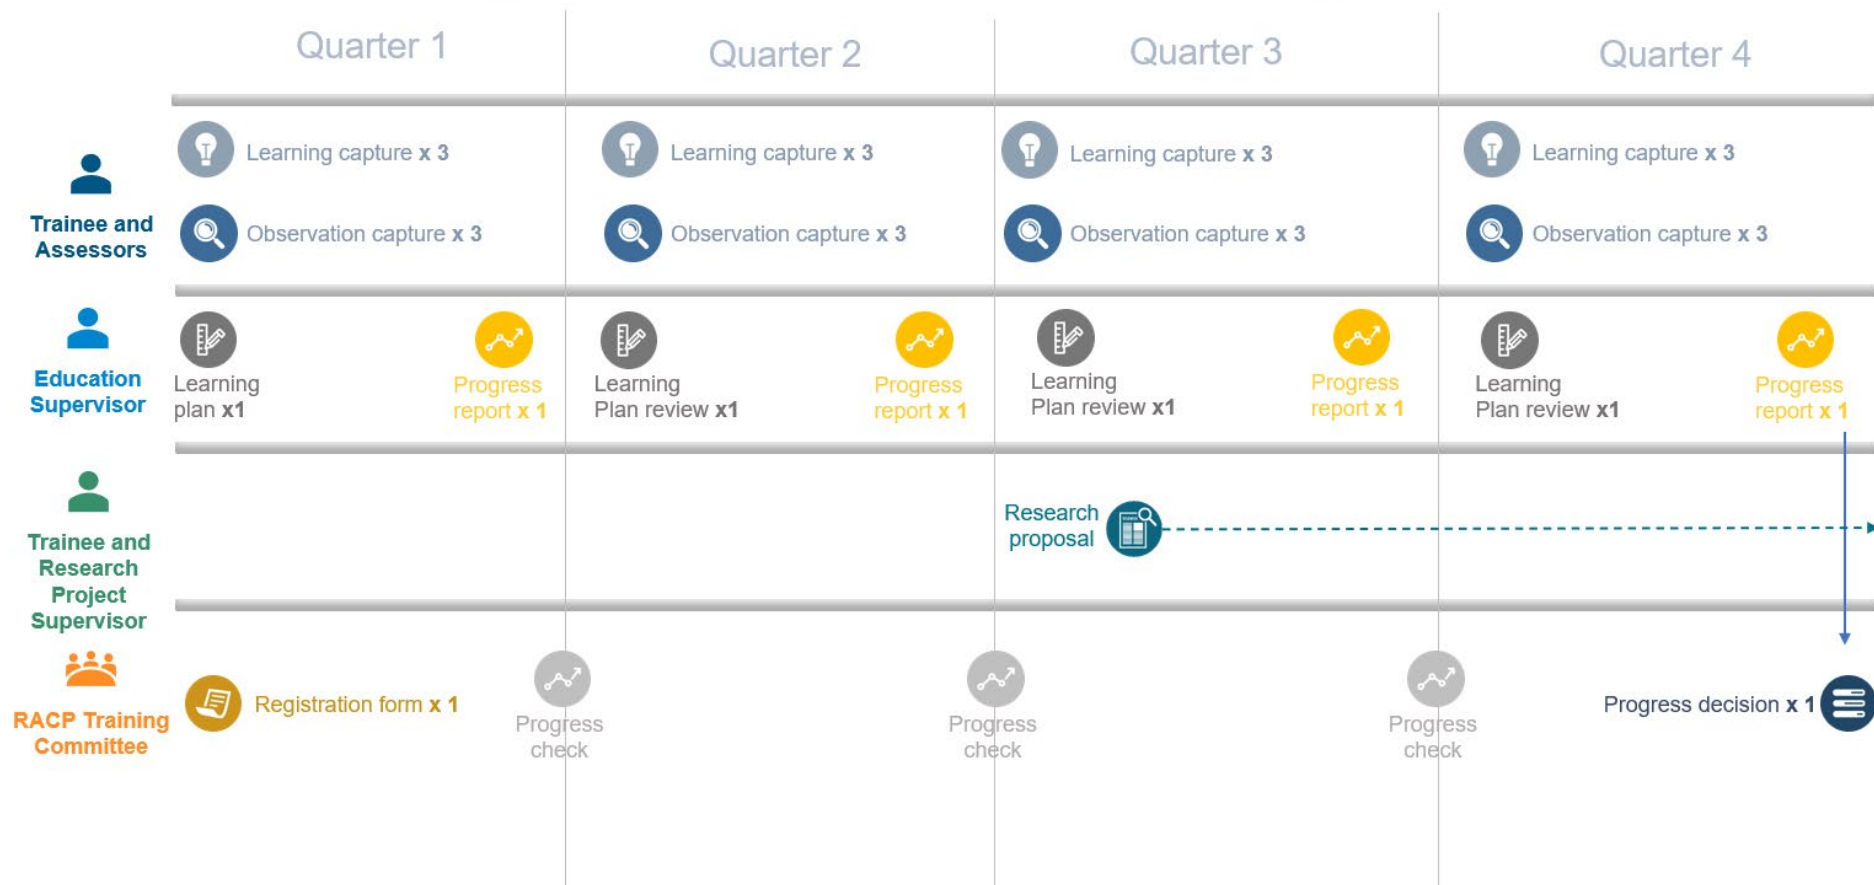 Quarter 1
Quarter 2
Quarter 3
Quarter 4
Trainee and
Assessors
Learning capture x 3
Learning capture x 3
Learning capture x 3
Learning capture x 3
Observation capture x 3
Observation capture x 3
Observation capture x 3
Observation capture x 3
Education
Supervisor
Learning
plan x1
Progress
report x 1
Learning
Plan review x1
Progress
report x 1
Learning
Plan review x1
Progress
report x 1
Learning
Plan review x1
Progress
report x 1
Trainee and
Research
Project
Supervisor
Research
proposal
RACP Training
Committee
Registration form x 1
Progress
check
Progress
check
Progress
check
Progress decision x 1